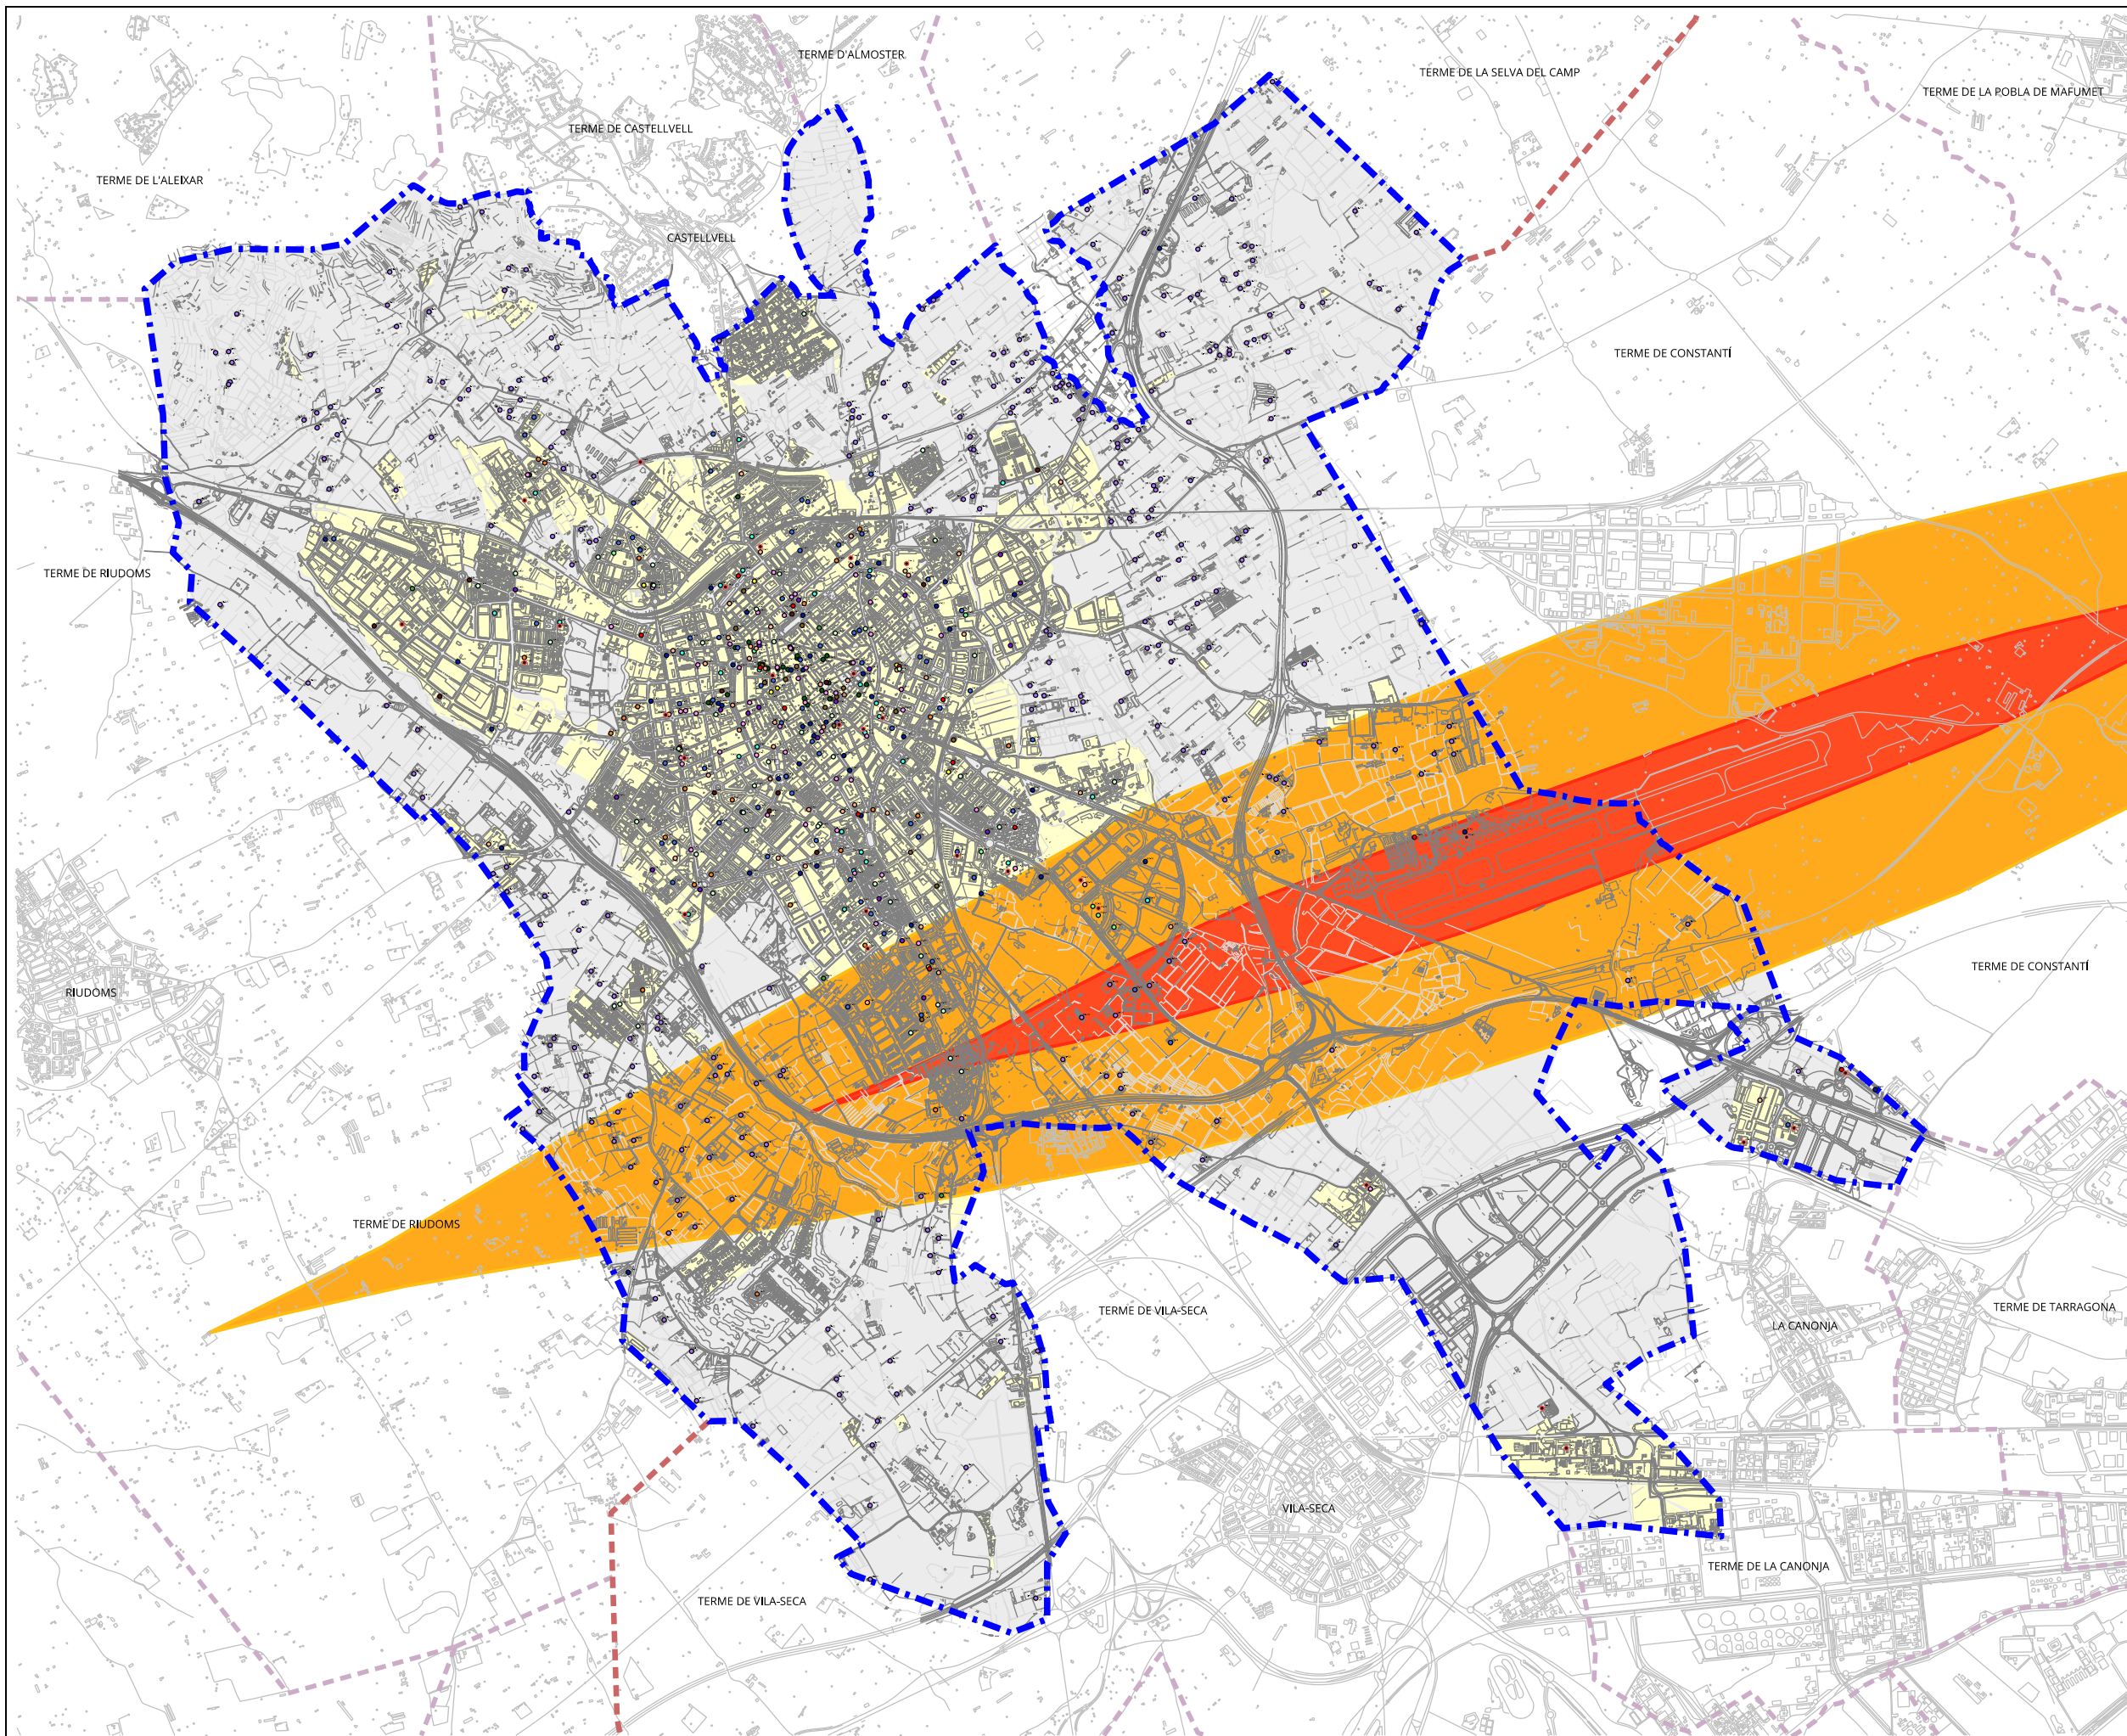 TERME D'ALMOSTER
TERME DE LA SELVA DEL CAMP
TERME DE LA POBLA DE MAFUMET
TERME DE CASTELLVELL
TERME DE L'ALEIXAR
CASTELLVELL
TERME DE CONSTANTÍ
TERME DE RIUDOMS
TERME DE CONSTANTÍ
RIUDOMS
TERME DE RIUDOMS
TERME DE VILA-SECA
TERME DE TARRAGONA
LA CANONJA
VILA-SECA
TERME DE LA CANONJA
TERME DE VILA-SECA